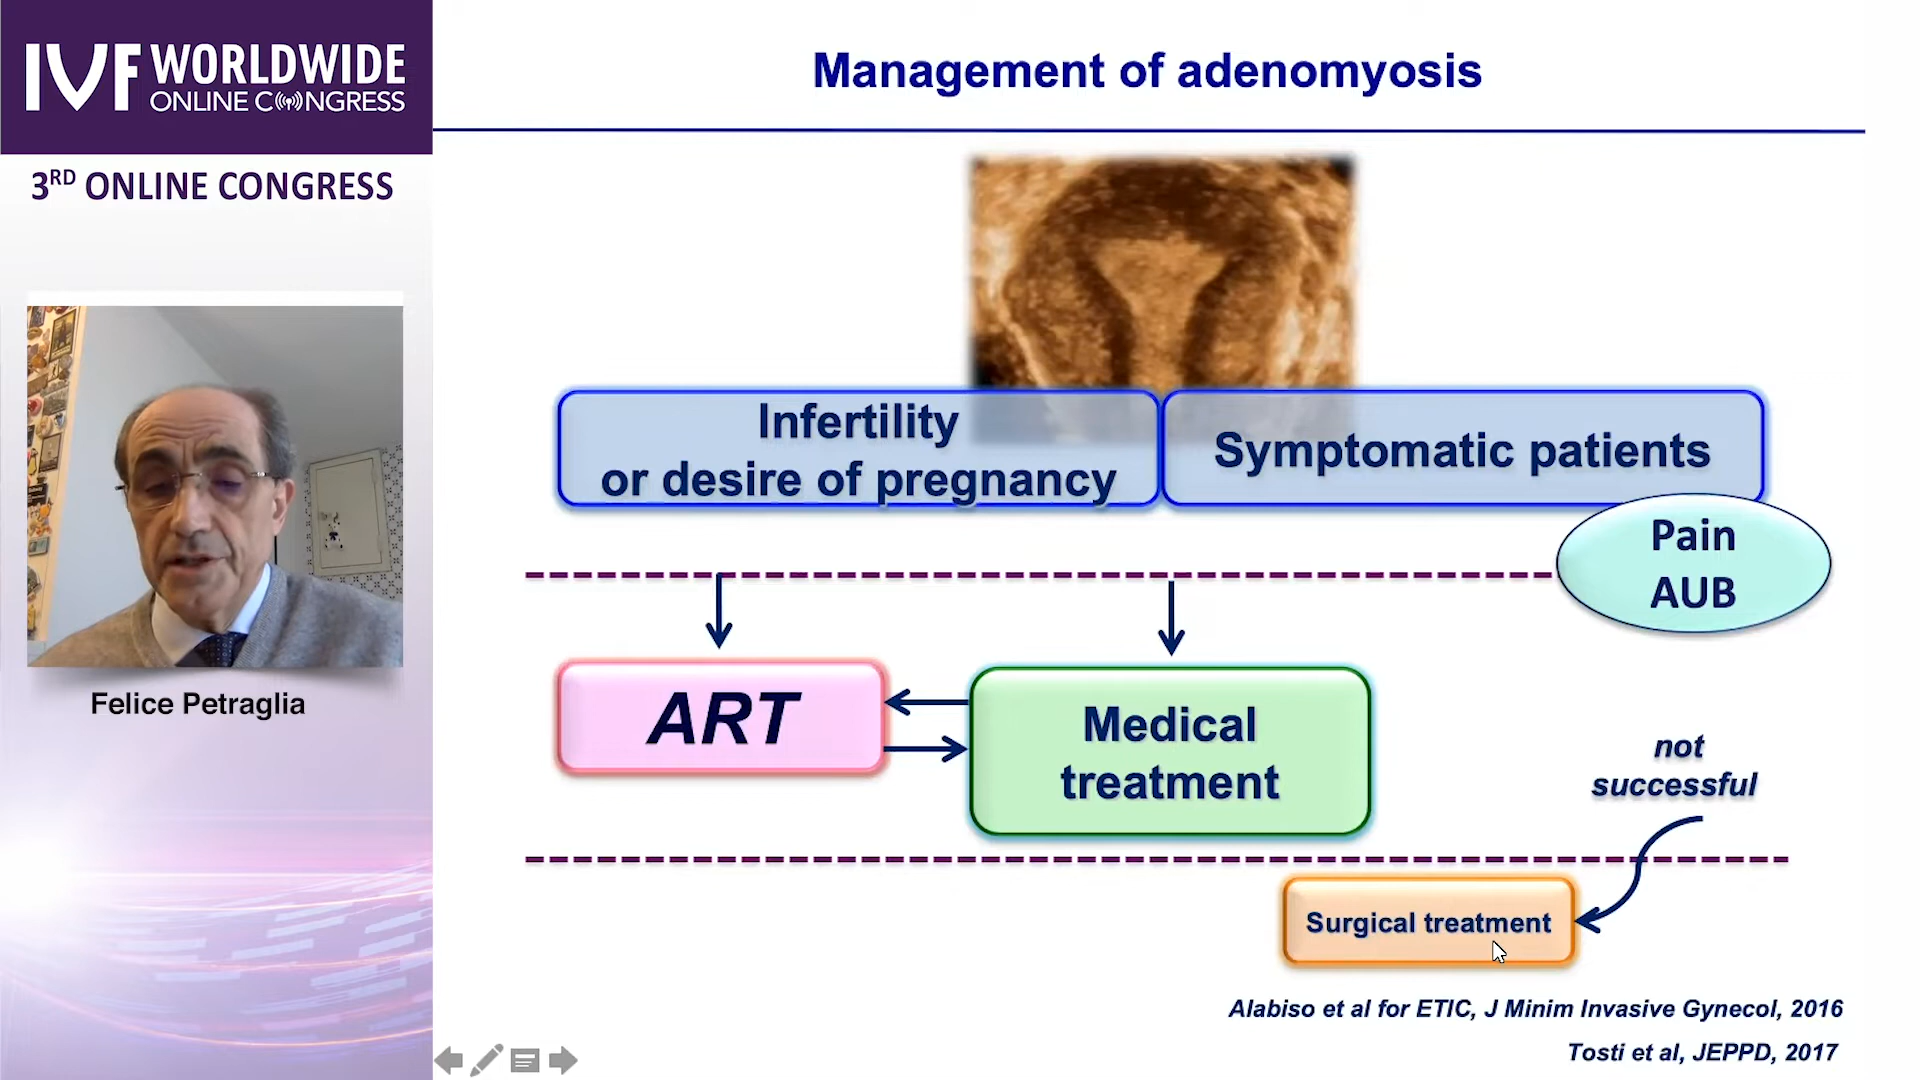 IVF WORLDWIDE
ONLINE CONGRESS
3RD ONLINE CONGRESS
Felice Petraglia
Management of adenomyosis
Infertility
or desire of pregnancy
Symptomatic patients
Pain
AUB
ART
Medical
treatment
not
successful
Surgical treatment
Alabiso et al for ETIC, J Minim Invasive Gynecol, 2016
Tosti et al, JEPPD, 2017